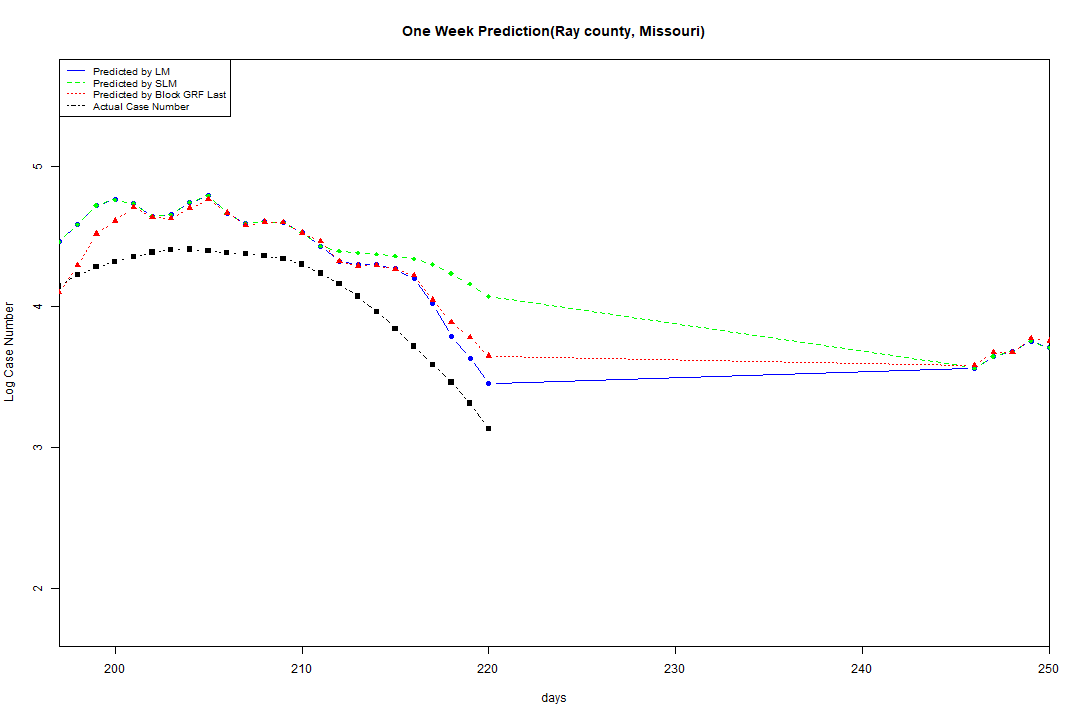 One Week Prediction(Ray county, Missouri)
Predicted by LM
Predicted by SLM
Predicted by Block GRF Last
Actual Case Number
5
4
3
2
Log Case Number
200
210
220
230
240
250
days